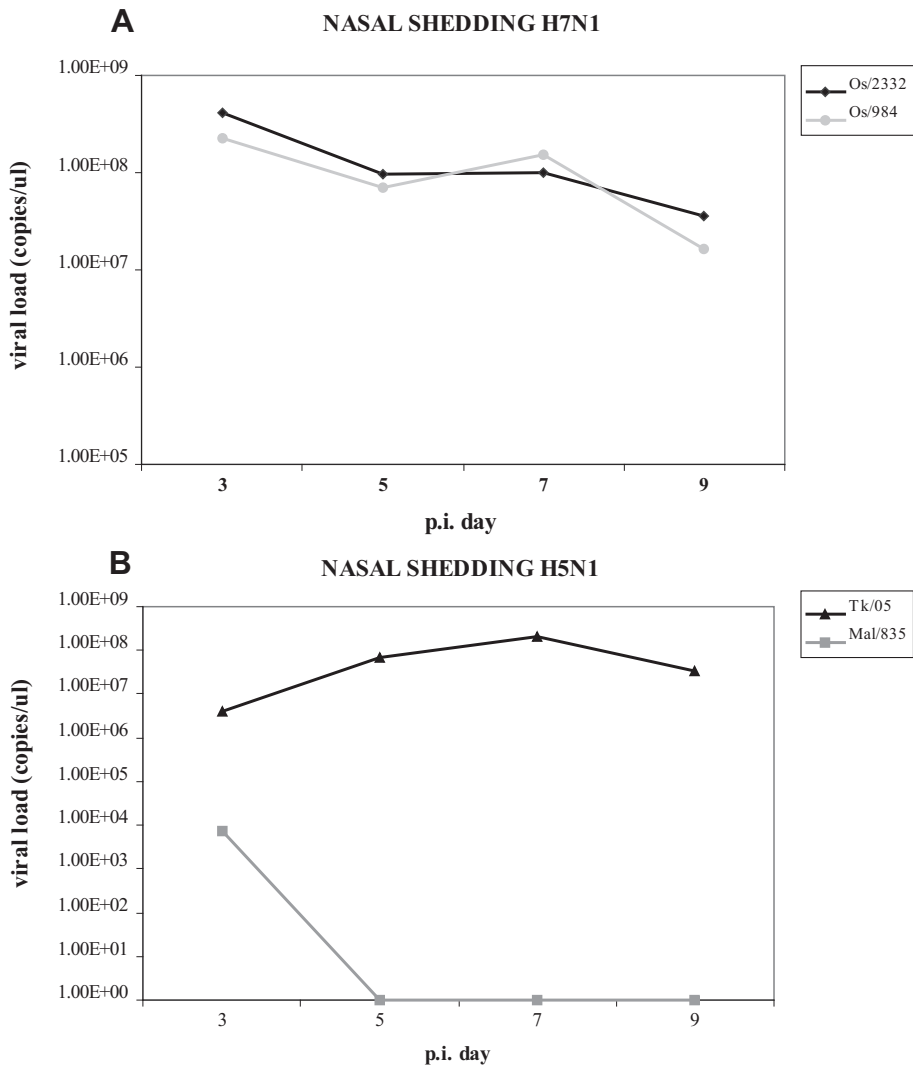 A
NASAL SHEDDING H7N1
viral load (copies/ul)
1.00E+09
1.00E+08
1.00E+07
1.00E+06
1.00E+05
3 5 7 9
p.i. day
Os/2332
Os/984
B
NASAL SHEDDING H5N1
viral load (copies/ul)
1.00E+09
1.00E+08
1.00E+07
1.00E+06
1.00E+05
1.00E+04
1.00E+03
1.00E+02
1.00E+01
1.00E+00
3 5 7 9
p.i. day
Tk/05
Mal/835